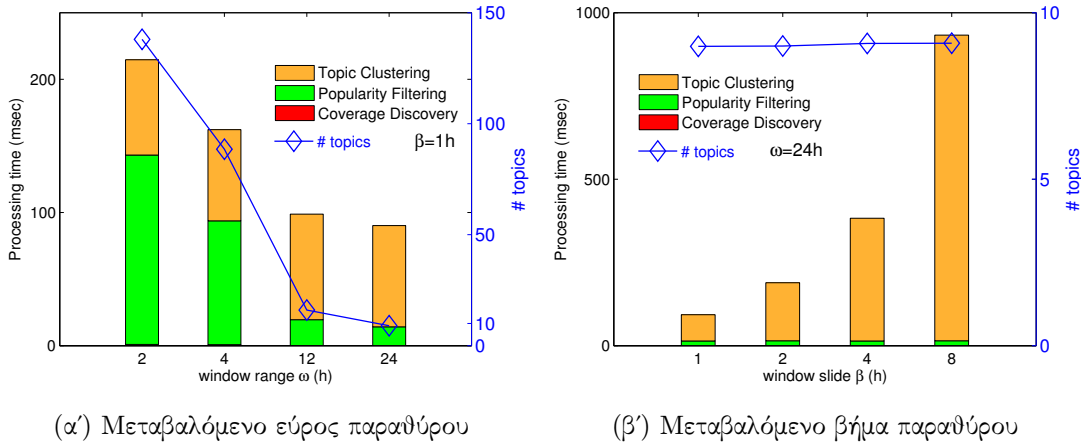 150
200
Topic Clustering
Popularity Filtering
Coverage Discovery
# topics
β=1h
100
Processing time (msec)
# topics
100
50
10
0
0
2
4
12
24
window range ω (h)
(α΄) Μεταβαλόμενο εύρος παραθύρου
1000
10
Topic Clustering
Popularity Filtering
Coverage Discovery
# topics
ω=24h
Processing time (msec)
# topics
500
5
0
0
1
2
4
8
window slide β (h)
(β΄) Μεταβαλόμενο βήμα παραθύρου